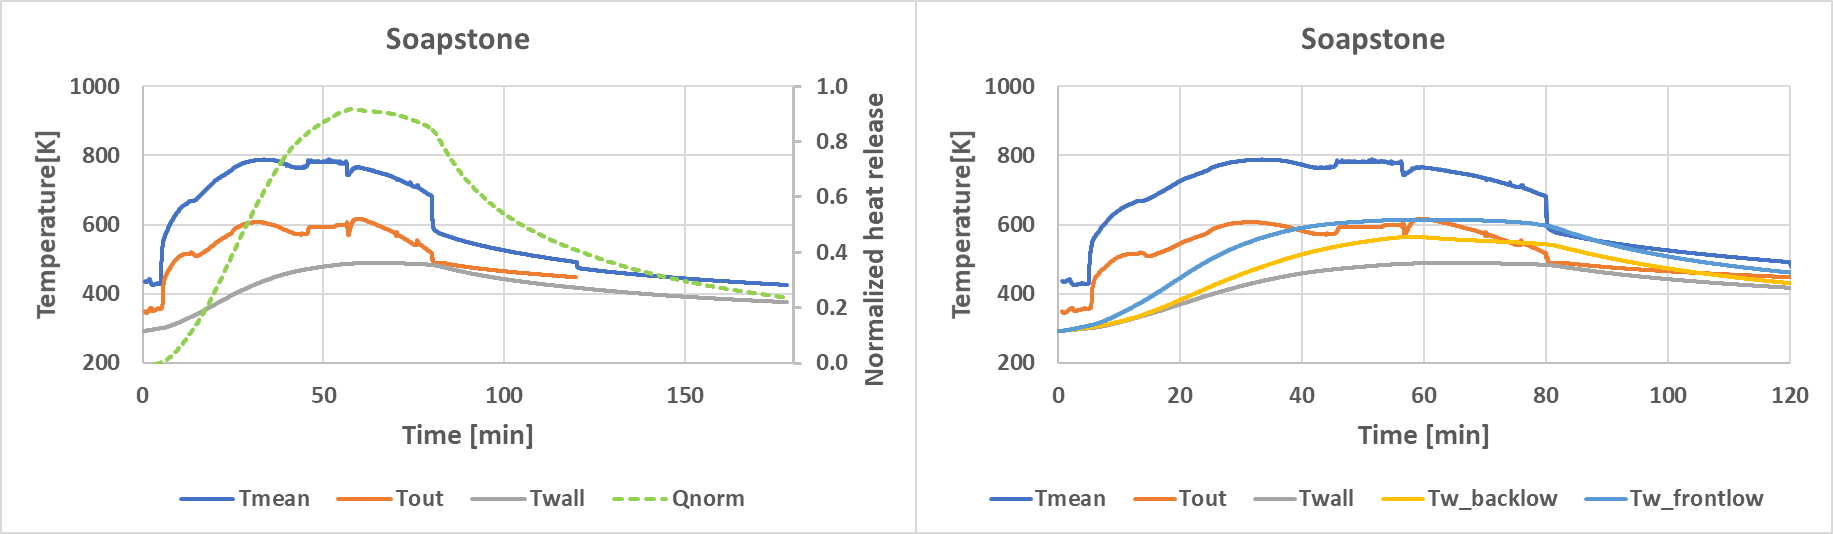 Soapstone
1000
800
600
400
200
Temperature[K]
1.0
0.8
0.6
0.4
0.2
0.0
Normalized heat release
0 50 100 150
Time [min]
Tmean Tout Twall Qnorm
Soapstone
1000
800
600
400
200
Temperature[K]
0 20 40 60 80 100 120
Time [min]
Tmean Tout Twall Tw_backlow Tw_frontlow